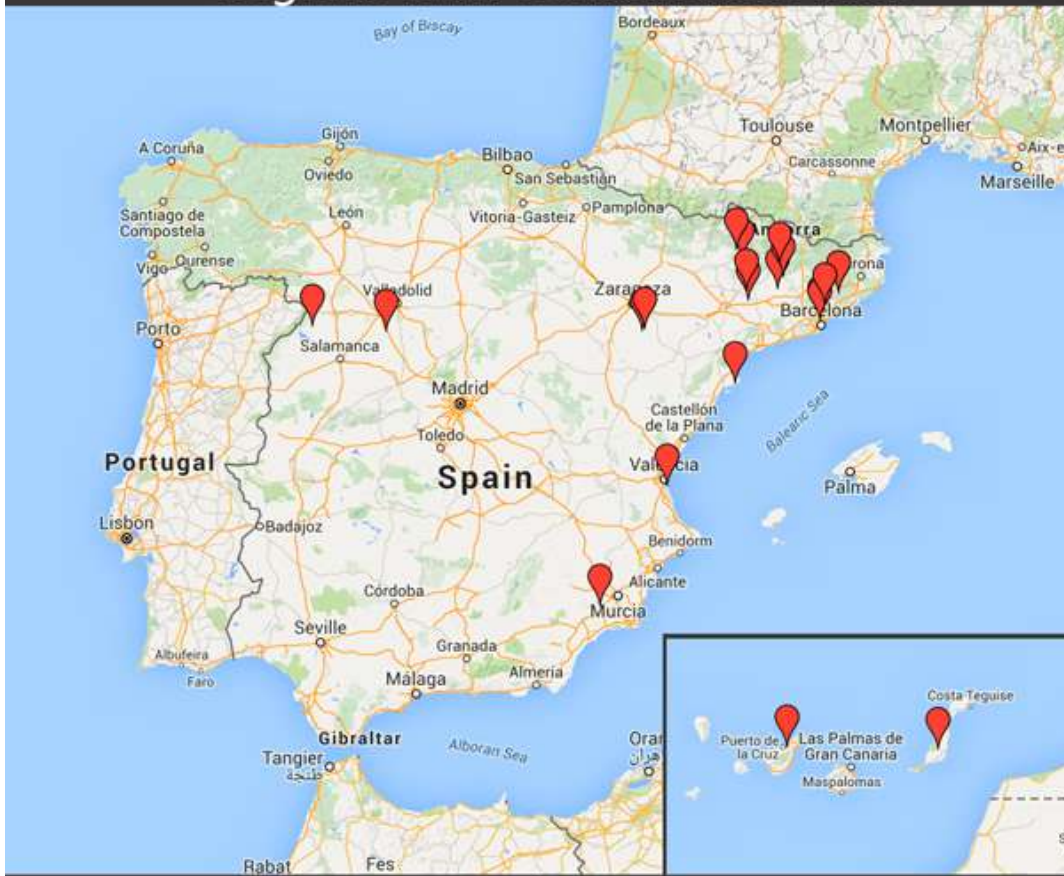 Bay of Biscay
Bordeaux
Toulouse
Montpellier
Carcassonne
Marseille
A Coruña
Gijón
Oviedo
Bilbao
San Sebastián
Santiago de
Compostela
León
Vitoria-Gasteiz
Pamplona
Vigo
Ourense
Valladolid
Zaragoza
Barcelona
Porto
Salamanca
Madrid
Toledo
Castellón
de la Plana
Balearic Sea
Portugal
Spain
Valencia
Palma
Lisbon
Badajoz
Benidorm
Alicante
Córdoba
Murcia
Seville
Granada
Albufeira
Faro
Málaga
Almería
Costa Teguise
Gibraltar
Alboran Sea
Puerto de
la Cruz
Las Palmas de
Gran Canaria
Maspalomas
Tangier
طنجة
Rabat
Fes